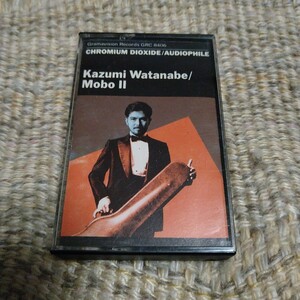 Gramavision Records GRC 8406
CHROMIUM DIOXIDE/AUDIOPHILE
Kazumi Watanabe/
Mobo II